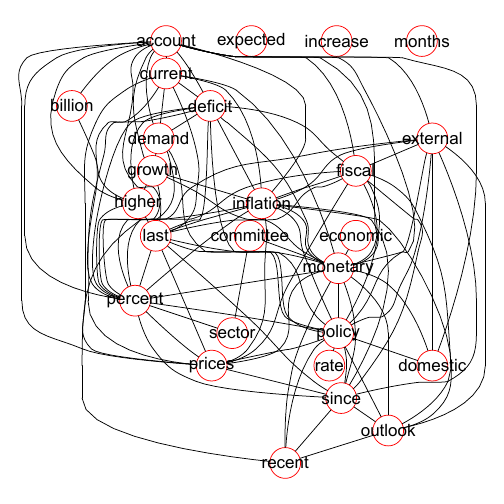 account expected increase months
current
billion deficit
demand external
growth fiscal
higher inflation
last committee economic
monetary
percent
sector policy
prices rate domestic
since
outlook
recent